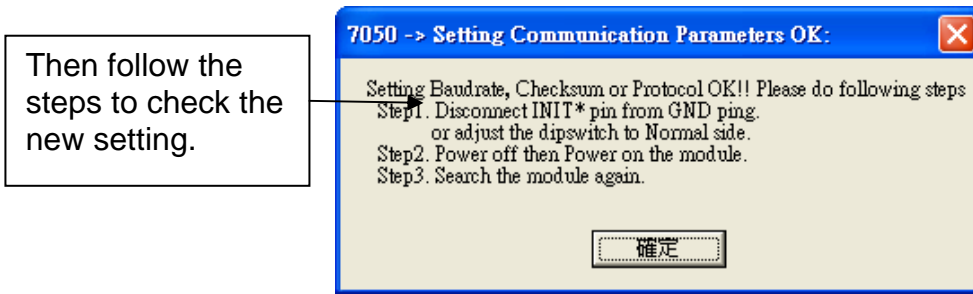 Then follow the
steps to check the
new setting.
7050 -> Setting Communication Parameters OK:
Setting Baudrate, Checksum or Protocol OK!! Please do following steps
Step1. Disconnect INIT* pin from GND ping.
or adjust the dipswitch to Normal side.
Step2. Power off then Power on the module.
Step3. Search the module again.
確定